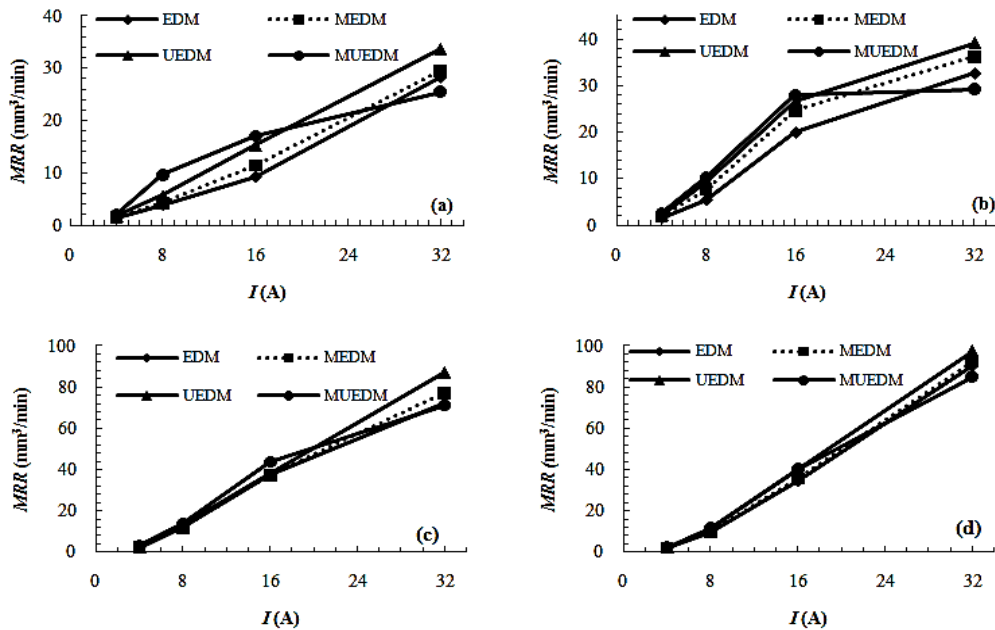 EDM
MEDM
UEDM
MUEDM
40
30
20
10
0
MRR (mm³/min)
(a)
0
8
16
24
32
I (A)
EDM
MEDM
UEDM
MUEDM
40
30
20
10
0
MRR (mm³/min)
(b)
0
8
16
24
32
I (A)
EDM
MEDM
UEDM
MUEDM
100
80
60
40
20
0
MRR (mm³/min)
(c)
0
8
16
24
32
I (A)
EDM
MEDM
UEDM
MUEDM
100
80
60
40
20
0
MRR (mm³/min)
(d)
0
8
16
24
32
I (A)